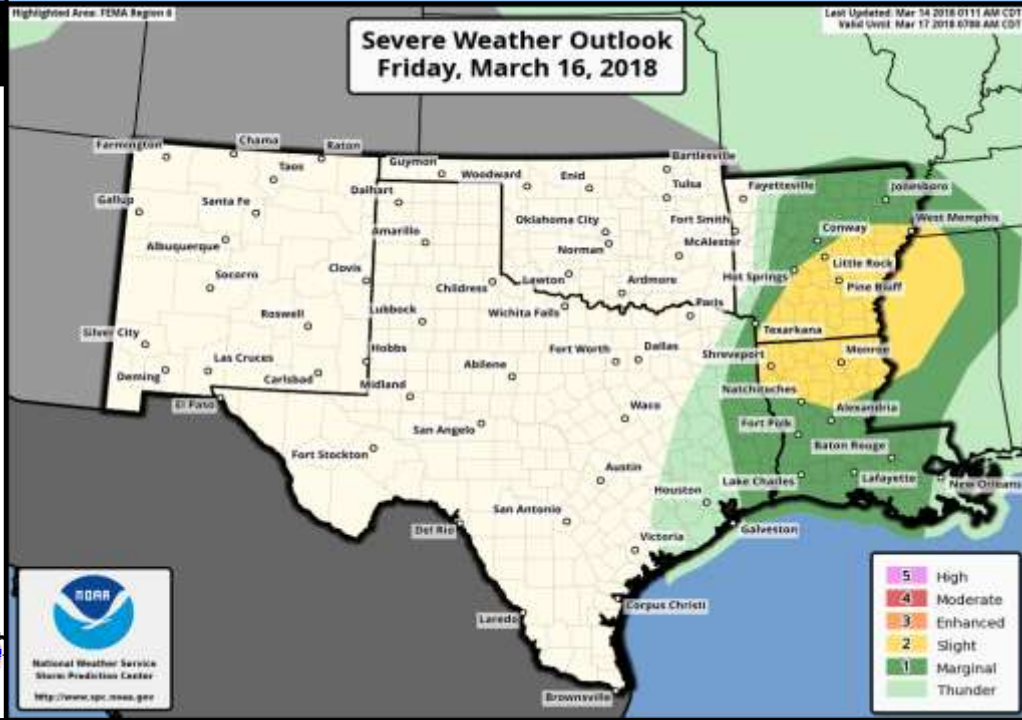 Highlighted Area: FEMA Region 6
Last Updated: Mar 14 2018 0111 AM CDT
Valid Until: Mar 17 2018 0700 AM CDT
Severe Weather Outlook
Friday, March 16, 2018
Farmington
Chama
Raton
Taos
Guymon
Woodward
Enid
Bartlesville
Dalhart
Tulsa
Fayetteville
Jonesboro
Gallup
Santa Fe
Amarillo
Oklahoma City
Fort Smith
West Memphis
Albuquerque
Norman
McAlester
Conway
Socorro
Clovis
Childress
Lawton
Ardmore
Hot Springs
Little Rock
Pine Bluff
Roswell
Lubbock
Wichita Falls
Paris
Texarkana
Silver City
Hobbs
Fort Worth
Dallas
Shreveport
Monroe
Las Cruces
Abilene
Deming
Carlsbad
Midland
Natchitoches
El Paso
Waco
Alexandria
San Angelo
Fort Polk
Fort Stockton
Baton Rouge
Austin
Lake Charles
Lafayette
New Orleans
Houston
San Antonio
Del Rio
Galveston
Victoria
Corpus Christi
Laredo
Brownsville
NOAA
National Weather Service
Storm Prediction Center
http://www.spc.noaa.gov
5 High
4 Moderate
3 Enhanced
2 Slight
1 Marginal
Thunder